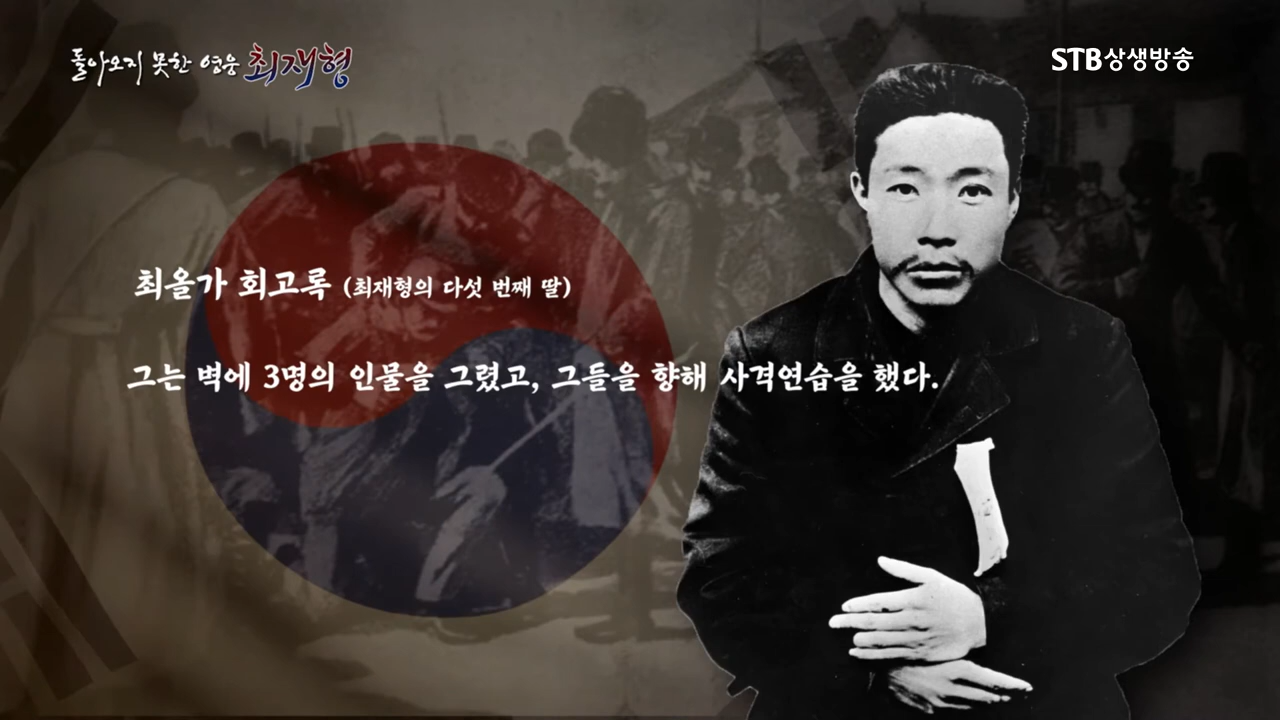 돌아오지 못한 영웅 최재형
STB상생방송
최올가 회고록 (최재형의 다섯 번째 딸)
그는 벽에 3명의 인물을 그렸고, 그들을 향해 사격연습을 했다.